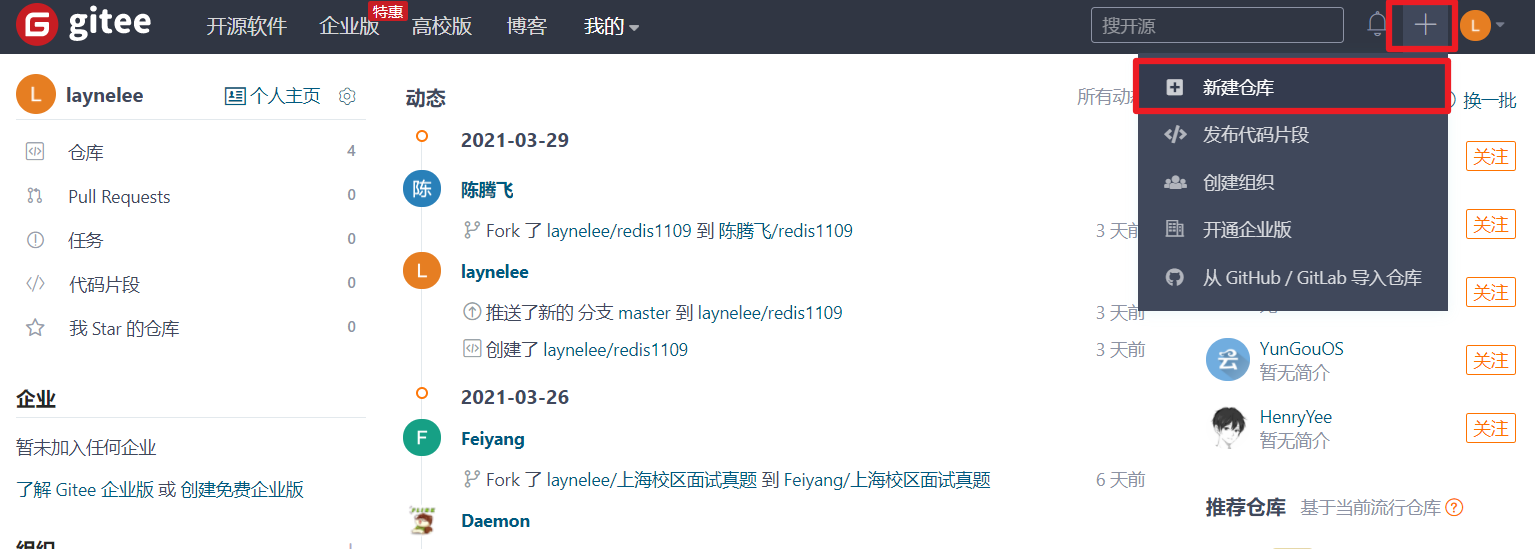 gitee 开源软件 企业版 特惠 高校版 博客 我的 搜开源 L
新建仓库
发布代码片段
创建组织
开通企业版
从 GitHub / GitLab 导入仓库
L laynelee 个人主页
仓库 4
Pull Requests 0
任务 0
代码片段 0
我 Star 的仓库 0
企业
暂未加入任何企业
了解 Gitee 企业版 或 创建免费企业版
组织
动态 所有动态
2021-03-29
陈 陈腾飞
Fork 了 laynelee/redis1109 到 陈腾飞/redis1109 3 天前
L laynelee
推送了新的 分支 master 到 laynelee/redis1109 3 天前
创建了 laynelee/redis1109 3 天前
2021-03-26
F Feiyang
Fork 了 laynelee/上海校区面试真题 到 Feiyang/上海校区面试真题 6 天前
Daemon
换一批
关注
关注
关注
云 YunGouOS
暂无简介
关注
HenryYee
暂无简介
关注
推荐仓库 基于当前流行仓库